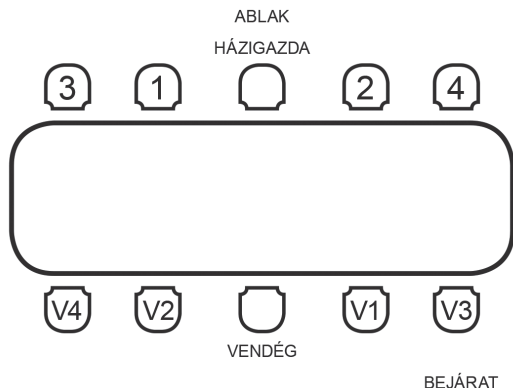 ABLAK
HÁZIGAZDA
3 1 2 4
V4 V2 V1 V3
VENDÉG
BEJÁRAT